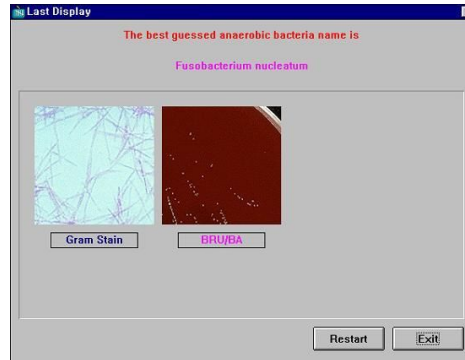 Last Display
The best guessed anaerobic bacteria name is
Fusobacterium nucleatum
Gram Stain
BRU/BA
Restart
Exit